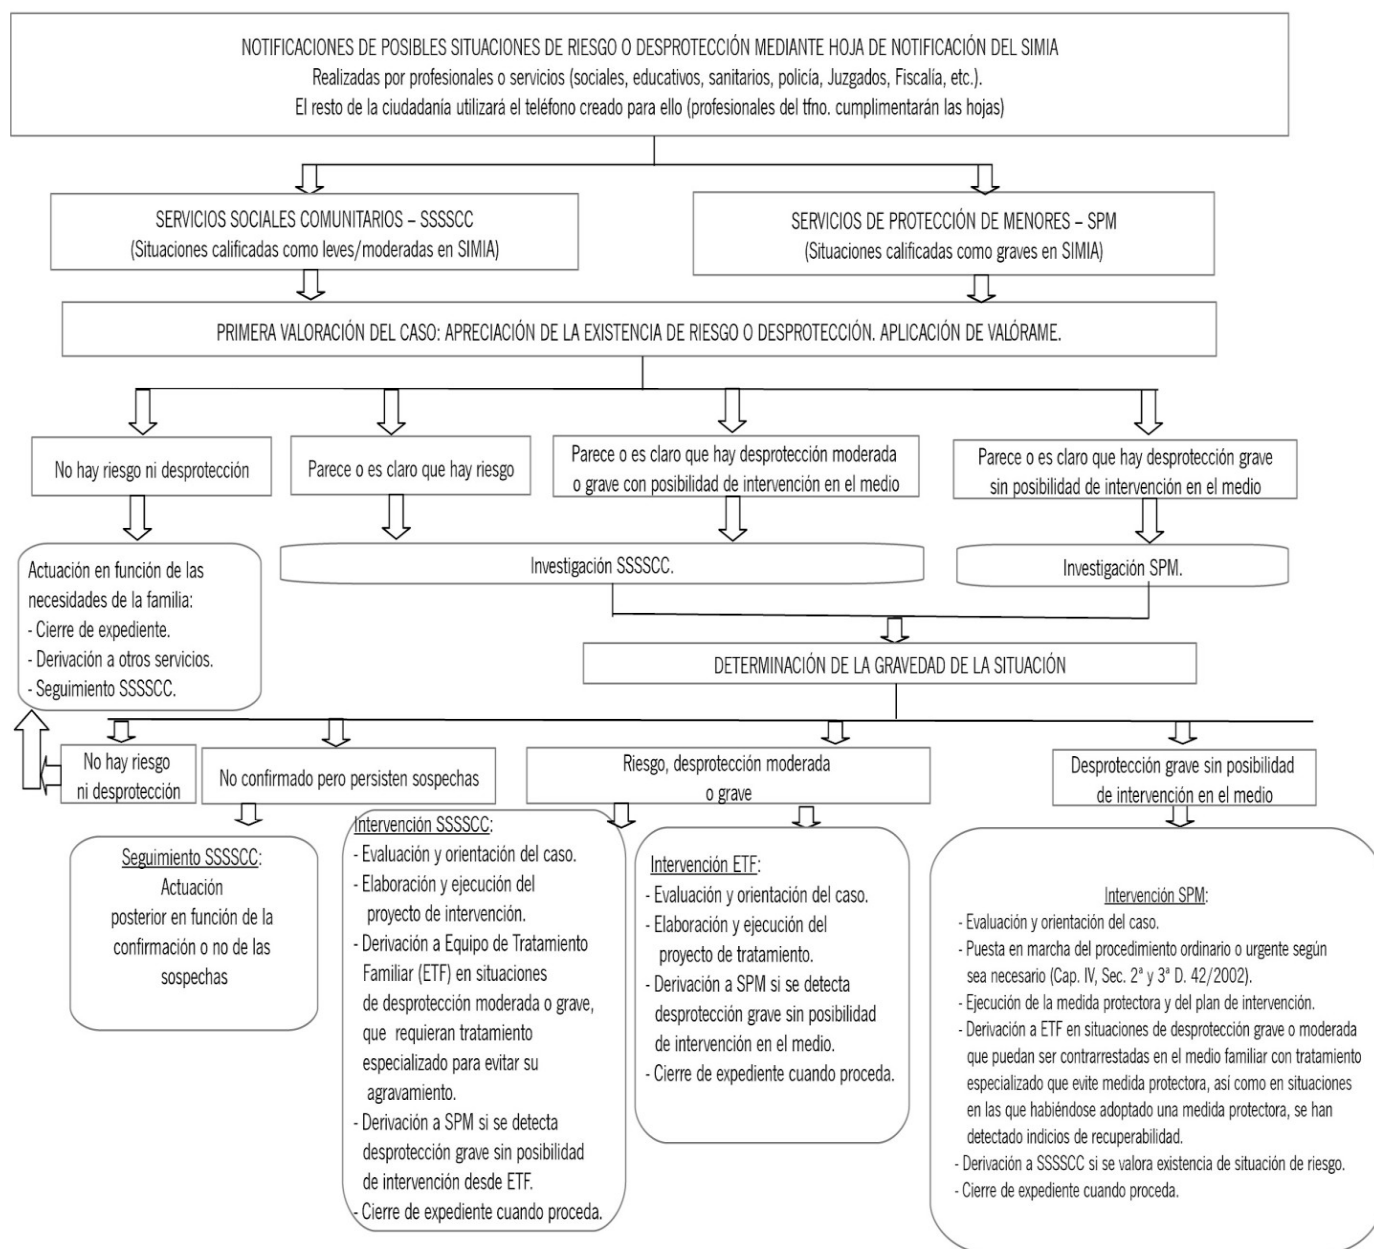 NOTIFICACIONES DE POSIBLES SITUACIONES DE RIESGO O DESPROTECCIÓN MEDIANTE HOJA DE NOTIFICACIÓN DEL SIMIA
Realizadas por profesionales o servicios (sociales, educativos, sanitarios, policía, Juzgados, Fiscalía, etc.).
El resto de la ciudadanía utilizará el teléfono creado para ello (profesionales del tfno. cumplimentarán las hojas)
SERVICIOS SOCIALES COMUNITARIOS – SSSSCC
(Situaciones calificadas como leves/moderadas en SIMIA)
SERVICIOS DE PROTECCIÓN DE MENORES – SPM
(Situaciones calificadas como graves en SIMIA)
PRIMERA VALORACIÓN DEL CASO: APRECIACIÓN DE LA EXISTENCIA DE RIESGO O DESPROTECCIÓN. APLICACIÓN DE VALÓRAME.
No hay riesgo ni desprotección
Parece o es claro que hay riesgo
Parece o es claro que hay desprotección moderada
o grave con posibilidad de intervención en el medio
Parece o es claro que hay desprotección grave
sin posibilidad de intervención en el medio
Actuación en función de las
necesidades de la familia:
- Cierre de expediente.
- Derivación a otros servicios.
- Seguimiento SSSSCC.
Investigación SSSSCC.
Investigación SPM.
DETERMINACIÓN DE LA GRAVEDAD DE LA SITUACIÓN
No hay riesgo
ni desprotección
No confirmado pero persisten sospechas
Riesgo, desprotección moderada
o grave
Desprotección grave sin posibilidad
de intervención en el medio
Seguimiento SSSSCC:
Actuación
posterior en función de la
confirmación o no de las
sospechas
Intervención SSSSCC:
- Evaluación y orientación del caso.
- Elaboración y ejecución del
proyecto de intervención.
- Derivación a Equipo de Tratamiento
Familiar (ETF) en situaciones
de desprotección moderada o grave,
que requieran tratamiento
especializado para evitar su
agravamiento.
- Derivación a SPM si se detecta
desprotección grave sin posibilidad
de intervención desde ETF.
- Cierre de expediente cuando proceda.
Intervención ETF:
- Evaluación y orientación del caso.
- Elaboración y ejecución del
proyecto de tratamiento.
- Derivación a SPM si se detecta
desprotección grave sin posibilidad
de intervención en el medio.
- Cierre de expediente cuando proceda.
Intervención SPM:
- Evaluación y orientación del caso.
- Puesta en marcha del procedimiento ordinario o urgente según
sea necesario (Cap. IV, Sec. 2ª y 3ª D. 42/2002).
- Ejecución de la medida protectora y del plan de intervención.
- Derivación a ETF en situaciones de desprotección grave o moderada
que puedan ser contrarrestadas en el medio familiar con tratamiento
especializado que evite medida protectora, así como en situaciones
en las que habiéndose adoptado una medida protectora, se han
detectado indicios de recuperabilidad.
- Derivación a SSSSCC si se valora existencia de situación de riesgo.
- Cierre de expediente cuando proceda.